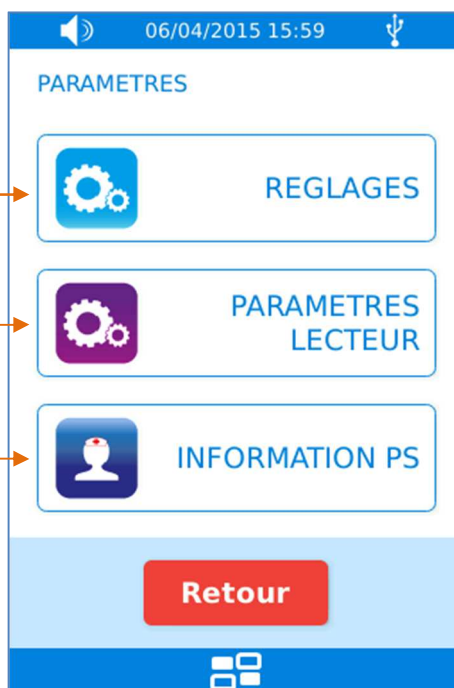 06/04/2015 15:59
PARAMETRES
REGLAGES
PARAMETRES
LECTEUR
INFORMATION PS
Retour